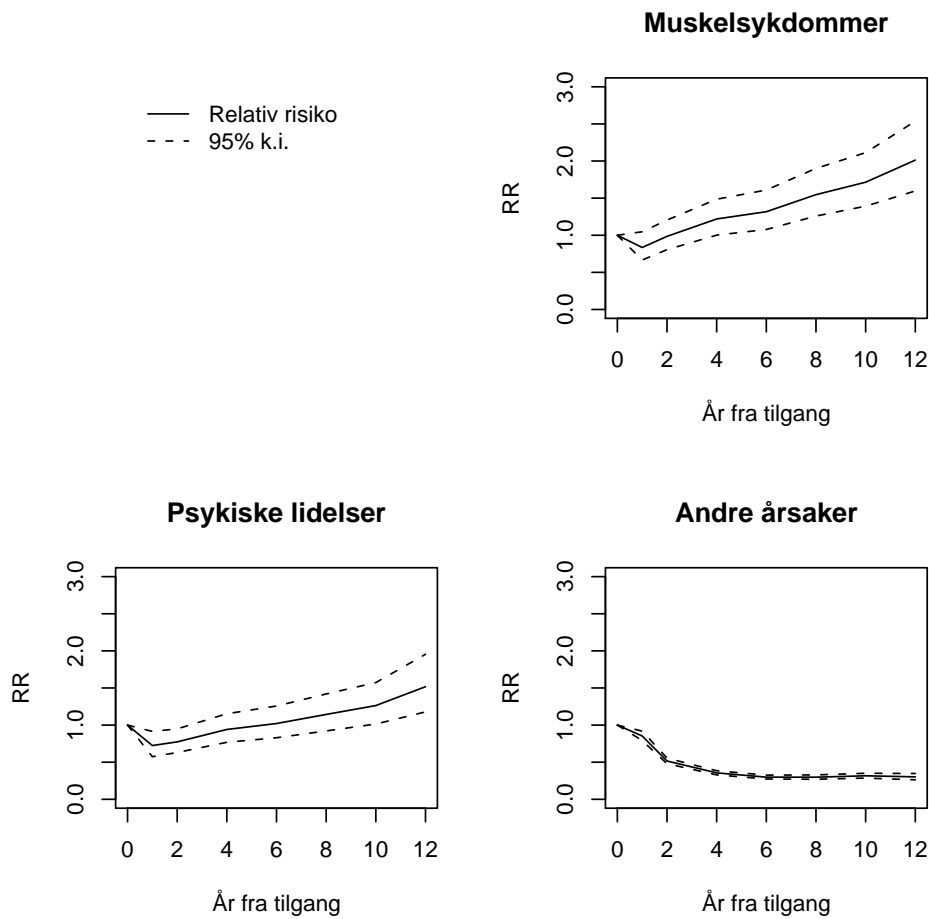 Relativ risiko
95% k.i.
Muskelsykdommer
RR
0.0 1.0 2.0 3.0
0 2 4 6 8 10 12
År fra tilgang
Psykiske lidelser
RR
0.0 1.0 2.0 3.0
0 2 4 6 8 10 12
År fra tilgang
Andre årsaker
RR
0.0 1.0 2.0 3.0
0 2 4 6 8 10 12
År fra tilgang